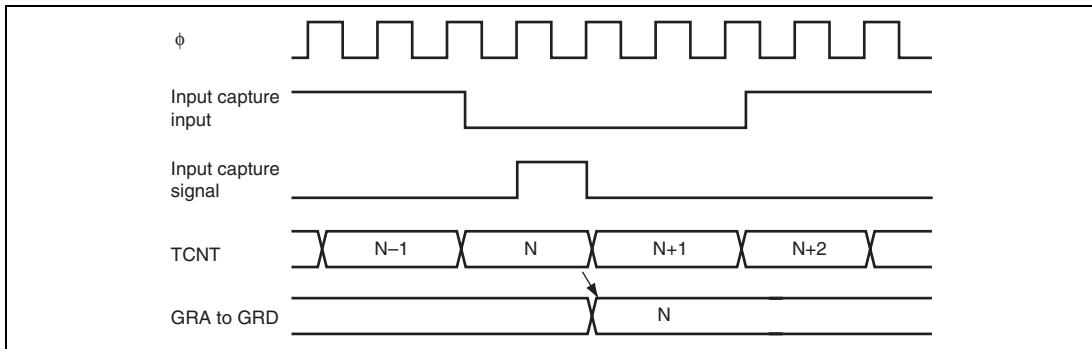 φ
Input capture
input
Input capture
signal
TCNT N–1 N N+1 N+2
GRA to GRD N